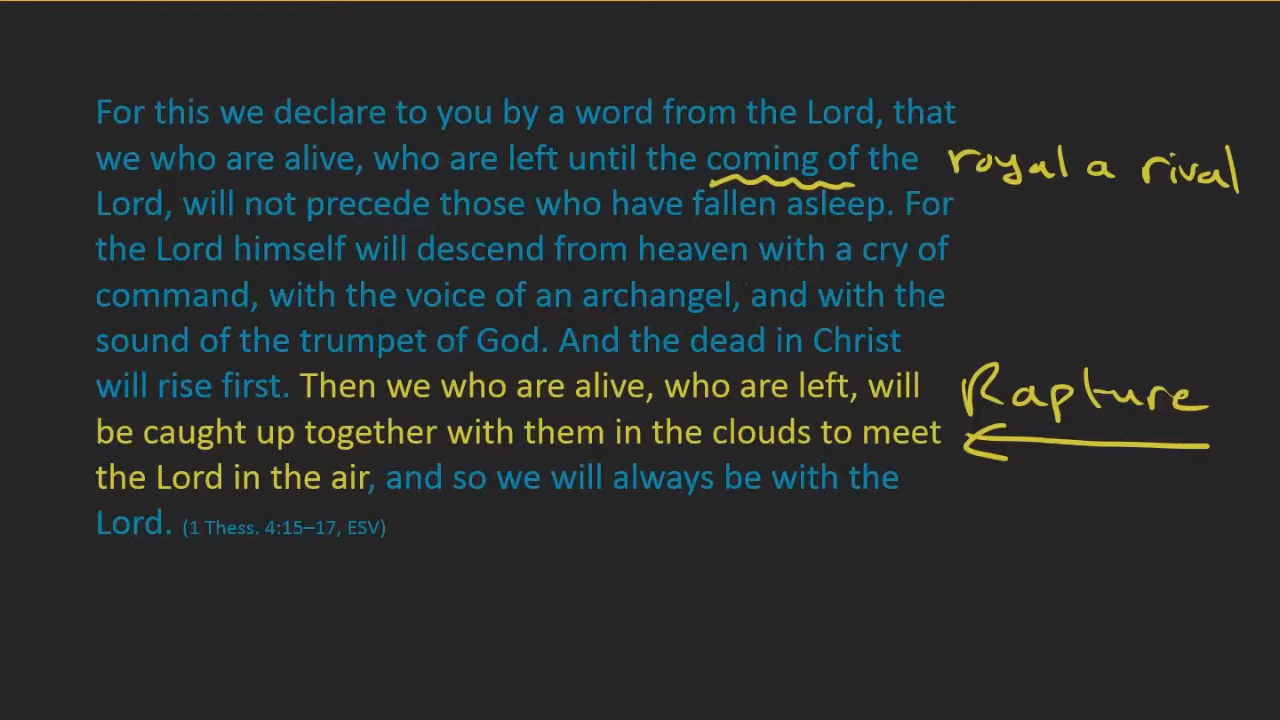 For this we declare to you by a word from the Lord, that
we who are alive, who are left until the coming of the
royal a rival
Lord, will not precede those who have fallen asleep. For
the Lord himself will descend from heaven with a cry of
command, with the voice of an archangel, and with the
sound of the trumpet of God. And the dead in Christ
will rise first. Then we who are alive, who are left, will
Rapture
be caught up together with them in the clouds to meet
the Lord in the air, and so we will always be with the
Lord. (1 Thess. 4:15–17, ESV)